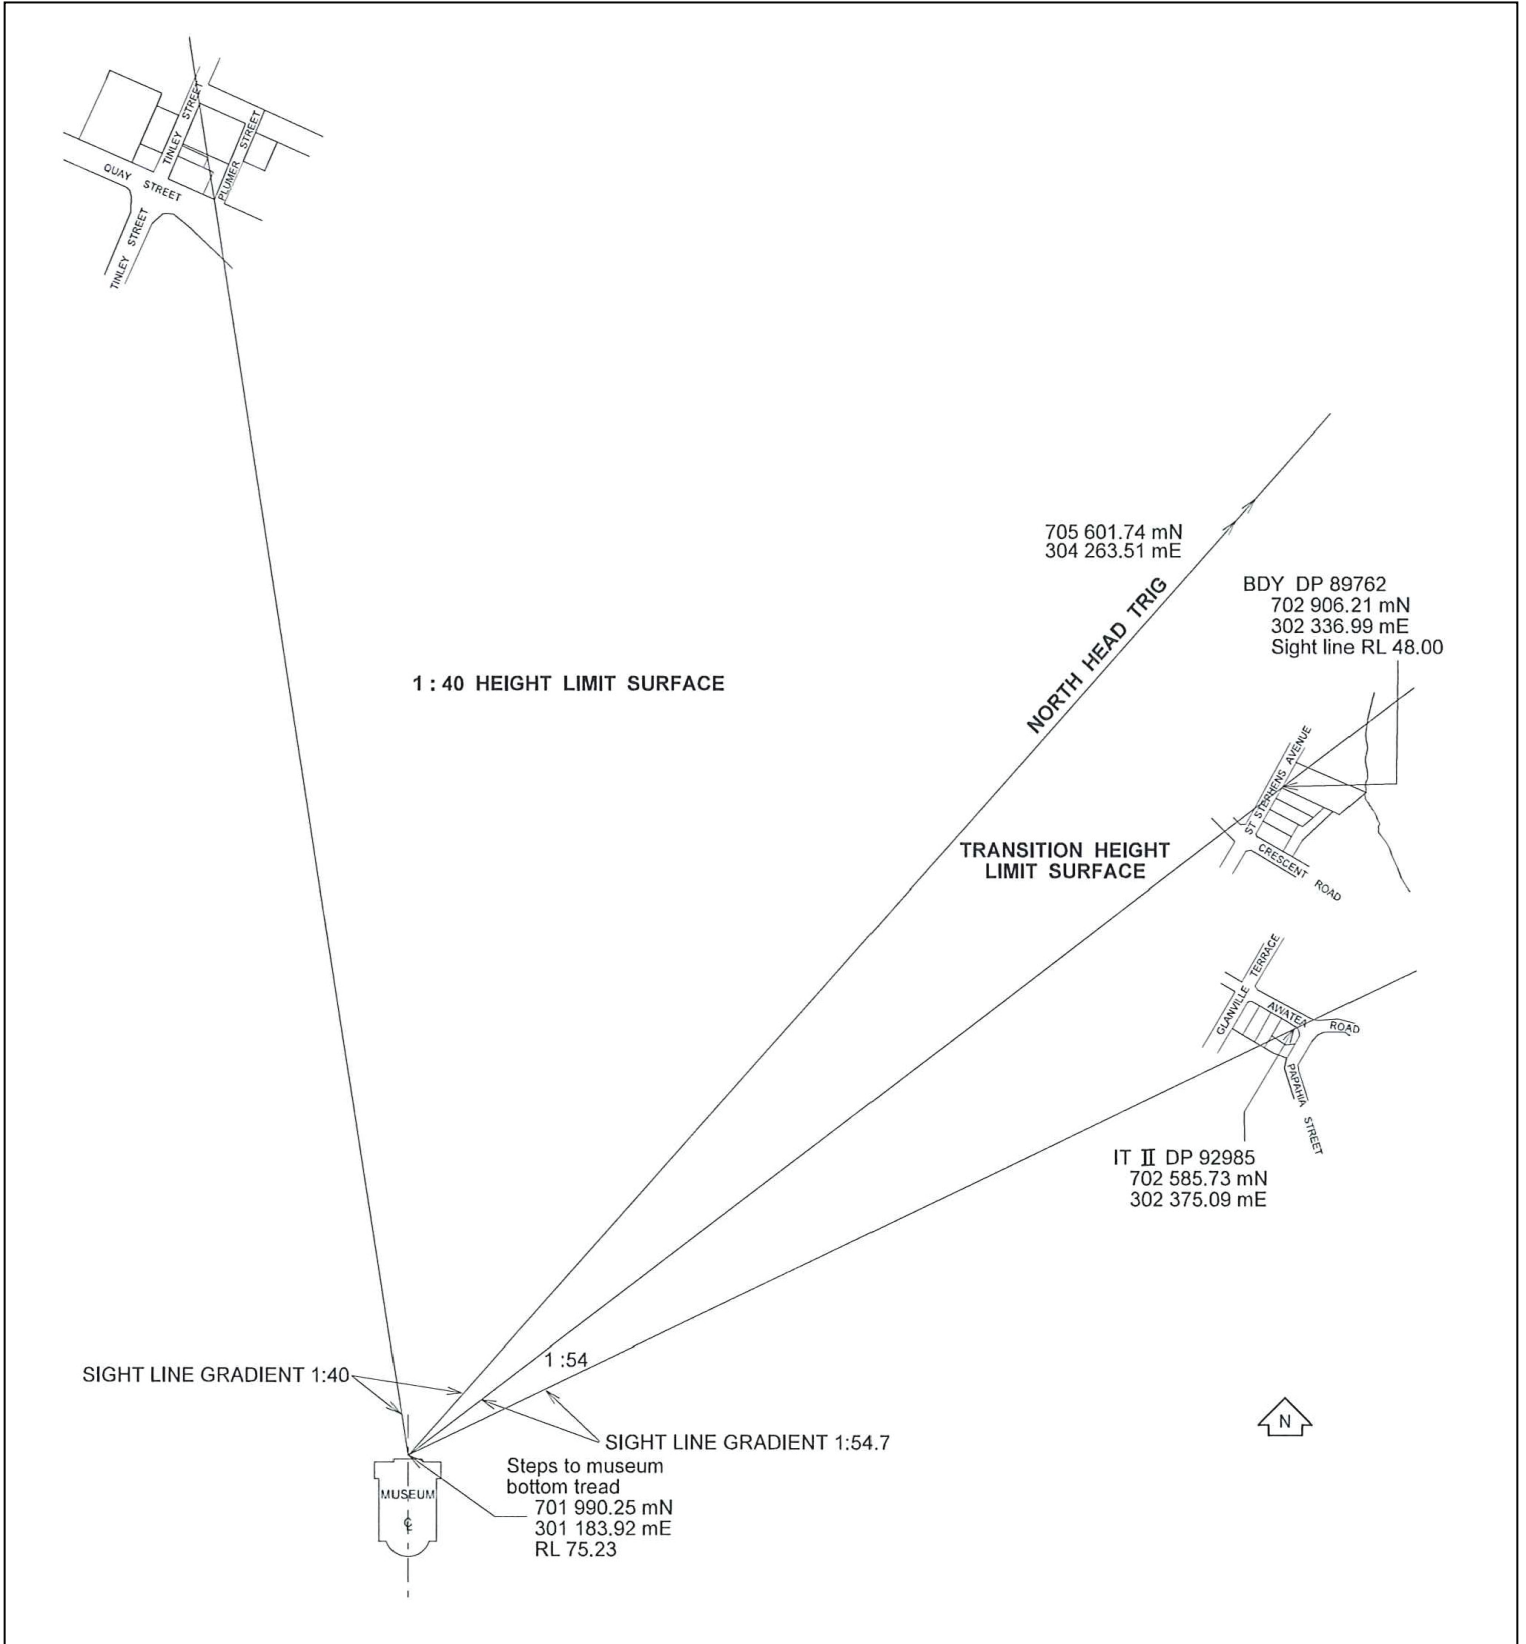 TINLEY STREET
PLUMER STREET
TINLEY STREET
QUAY STREET
TINLEY STREET
705 601.74 mN
304 263.51 mE
NORTH HEAD TRIG
BDY DP 89762
702 906.21 mN
302 336.99 mE
Sight line RL 48.00
1 : 40 HEIGHT LIMIT SURFACE
ST STEPHENS AVENUE
CRESCENT ROAD
TRANSITION HEIGHT
LIMIT SURFACE
GLANVILLE TERRACE
AWATEA ROAD
PAPAHIA STREET
IT II DP 92985
702 585.73 mN
302 375.09 mE
1 :54
SIGHT LINE GRADIENT 1:40
SIGHT LINE GRADIENT 1:54.7
N
Steps to museum
bottom tread
701 990.25 mN
301 183.92 mE
RL 75.23
MUSEUM
℄